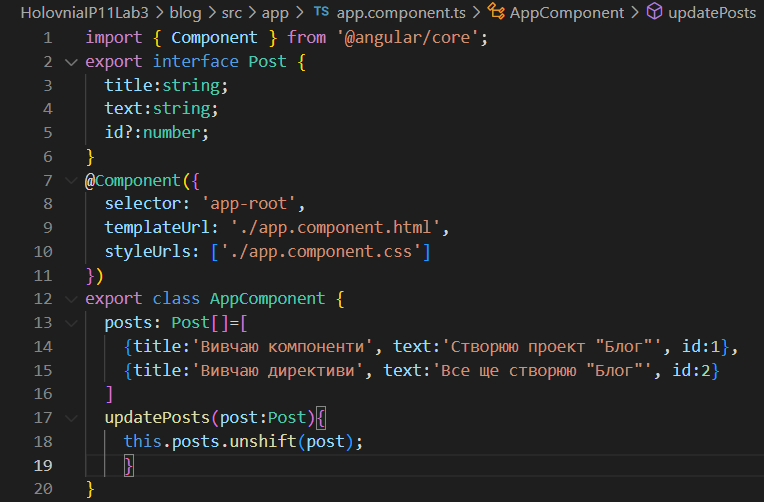 HolovniaIP11Lab3 > blog > src > app > TS app.component.ts > AppComponent > updatePosts
1 import { Component } from '@angular/core';
2 export interface Post {
3 title:string;
4 text:string;
5 id?:number;
6 }
7 @Component({
8 selector: 'app-root',
9 templateUrl: './app.component.html',
10 styleUrls: ['./app.component.css']
11 })
12 export class AppComponent {
13 posts: Post[]=[
14 {title:'Вивчаю компоненти', text:'Створюю проект "Блог"', id:1},
15 {title:'Вивчаю директиви', text:'Все ще створюю "Блог"', id:2}
16 ]
17 updatePosts(post:Post){
18 this.posts.unshift(post);
19 }
20 }